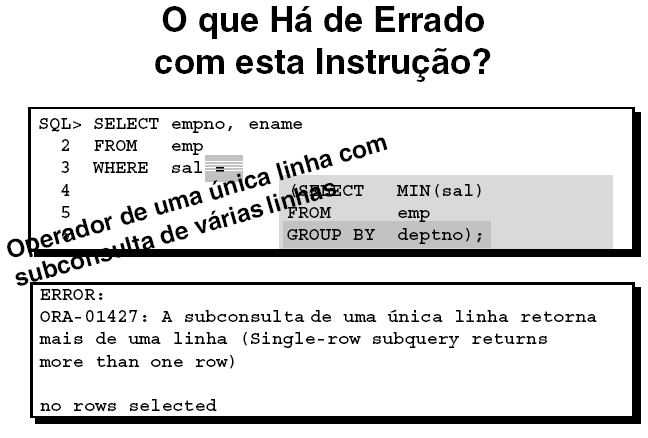 O que Há de Errado
com esta Instrução?
SQL> SELECT empno, ename
2 FROM emp
3 WHERE sal =
4 (SELECT MIN(sal)
5 FROM emp
GROUP BY deptno);
Operador de uma única linha com
subconsulta de várias linhas
ERROR:
ORA-01427: A subconsulta de uma única linha retorna
mais de uma linha (Single-row subquery returns
more than one row)
no rows selected